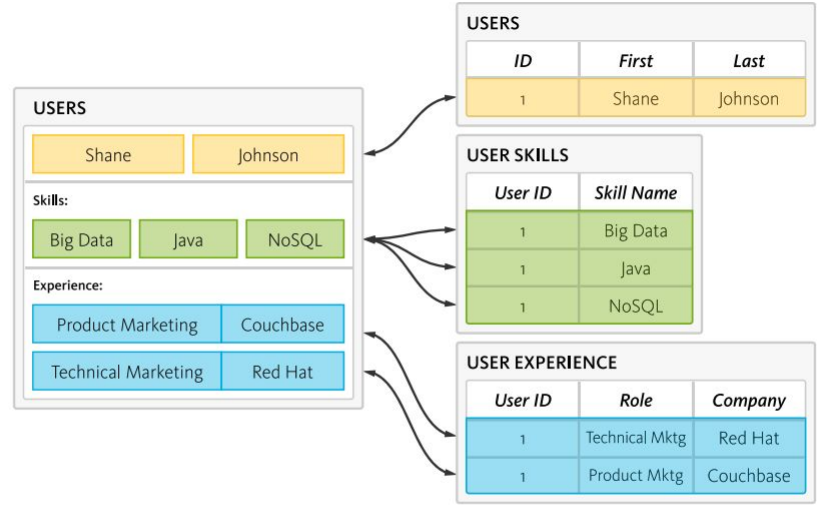 USERS
Shane Johnson
Skills:
Big Data Java NoSQL
Experience:
Product Marketing Couchbase
Technical Marketing Red Hat
USERS
ID First Last
1 Shane Johnson
USER SKILLS
User ID Skill Name
1 Big Data
1 Java
1 NoSQL
USER EXPERIENCE
User ID Role Company
1 Technical Mktg Red Hat
1 Product Mktg Couchbase